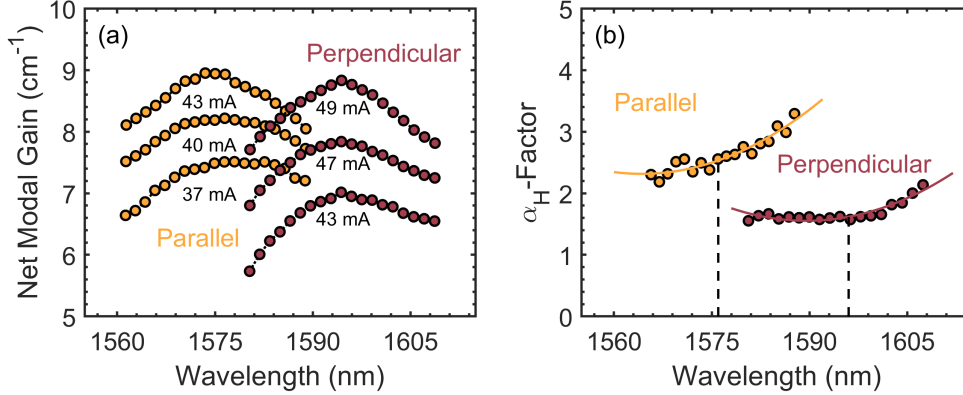 (a)
Perpendicular
43 mA
49 mA
40 mA
47 mA
37 mA
43 mA
Parallel
10
9
8
7
6
5
1560
1575
1590
1605
Net Modal Gain (cm⁻¹)
Wavelength (nm)
(b)
Parallel
Perpendicular
5
4
3
2
1
0
1560
1575
1590
1605
α_H-Factor
Wavelength (nm)